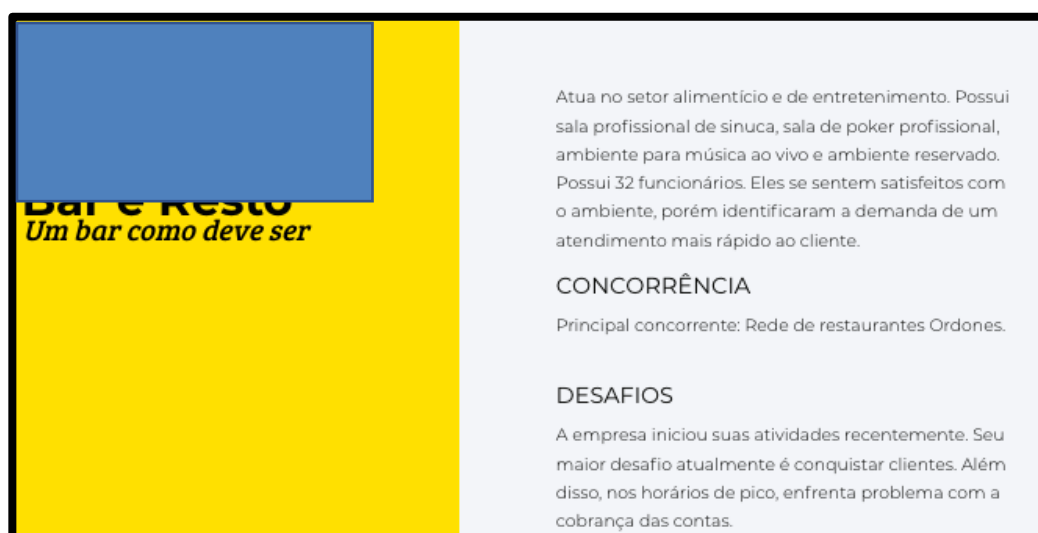 Bar e Resto
Um bar como deve ser
Atua no setor alimentício e de entretenimento. Possui
sala profissional de sinuca, sala de poker profissional,
ambiente para música ao vivo e ambiente reservado.
Possui 32 funcionários. Eles se sentem satisfeitos com
o ambiente, porém identificaram a demanda de um
atendimento mais rápido ao cliente.
CONCORRÊNCIA
Principal concorrente: Rede de restaurantes Ordones.
DESAFIOS
A empresa iniciou suas atividades recentemente. Seu
maior desafio atualmente é conquistar clientes. Além
disso, nos horários de pico, enfrenta problema com a
cobrança das contas.